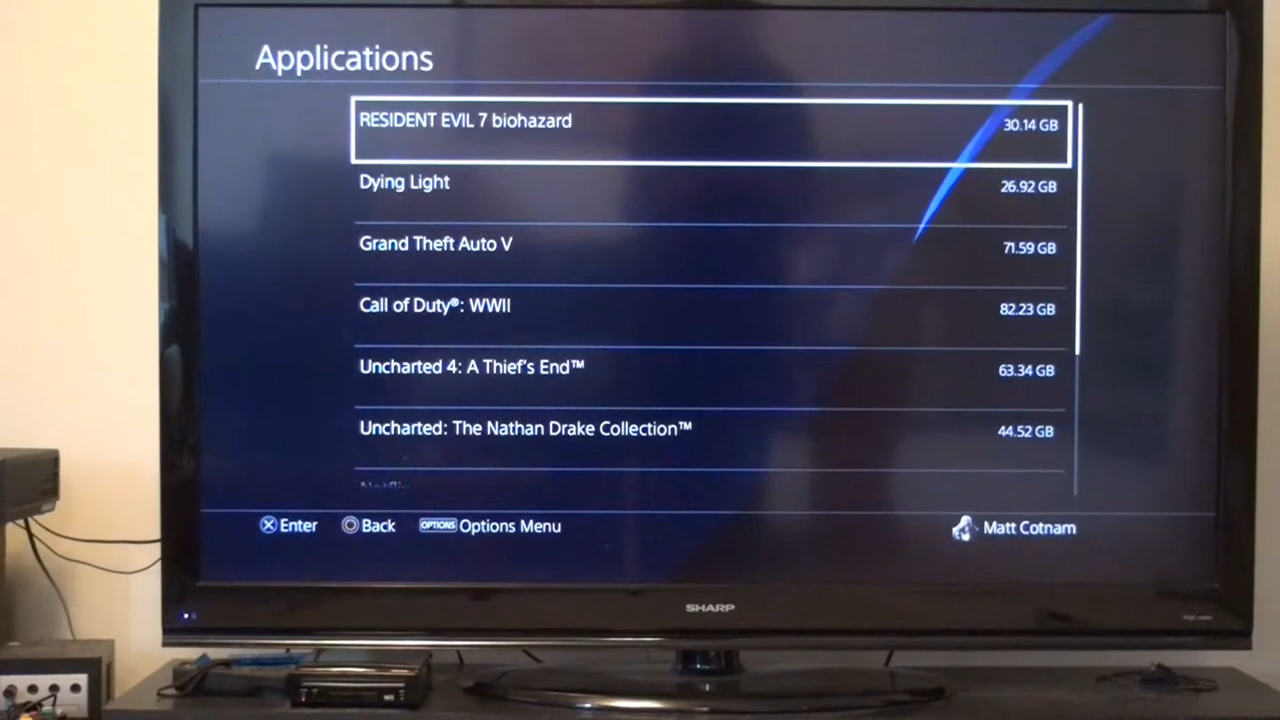 Applications
RESIDENT EVIL 7 biohazard 30.14 GB
Dying Light 26.92 GB
Grand Theft Auto V 71.59 GB
Call of Duty®: WWII 82.23 GB
Uncharted 4: A Thief's End™ 63.34 GB
Uncharted: The Nathan Drake Collection™ 44.52 GB
Netflix
Enter Back OPTIONS Options Menu Matt Cotnam
SHARP